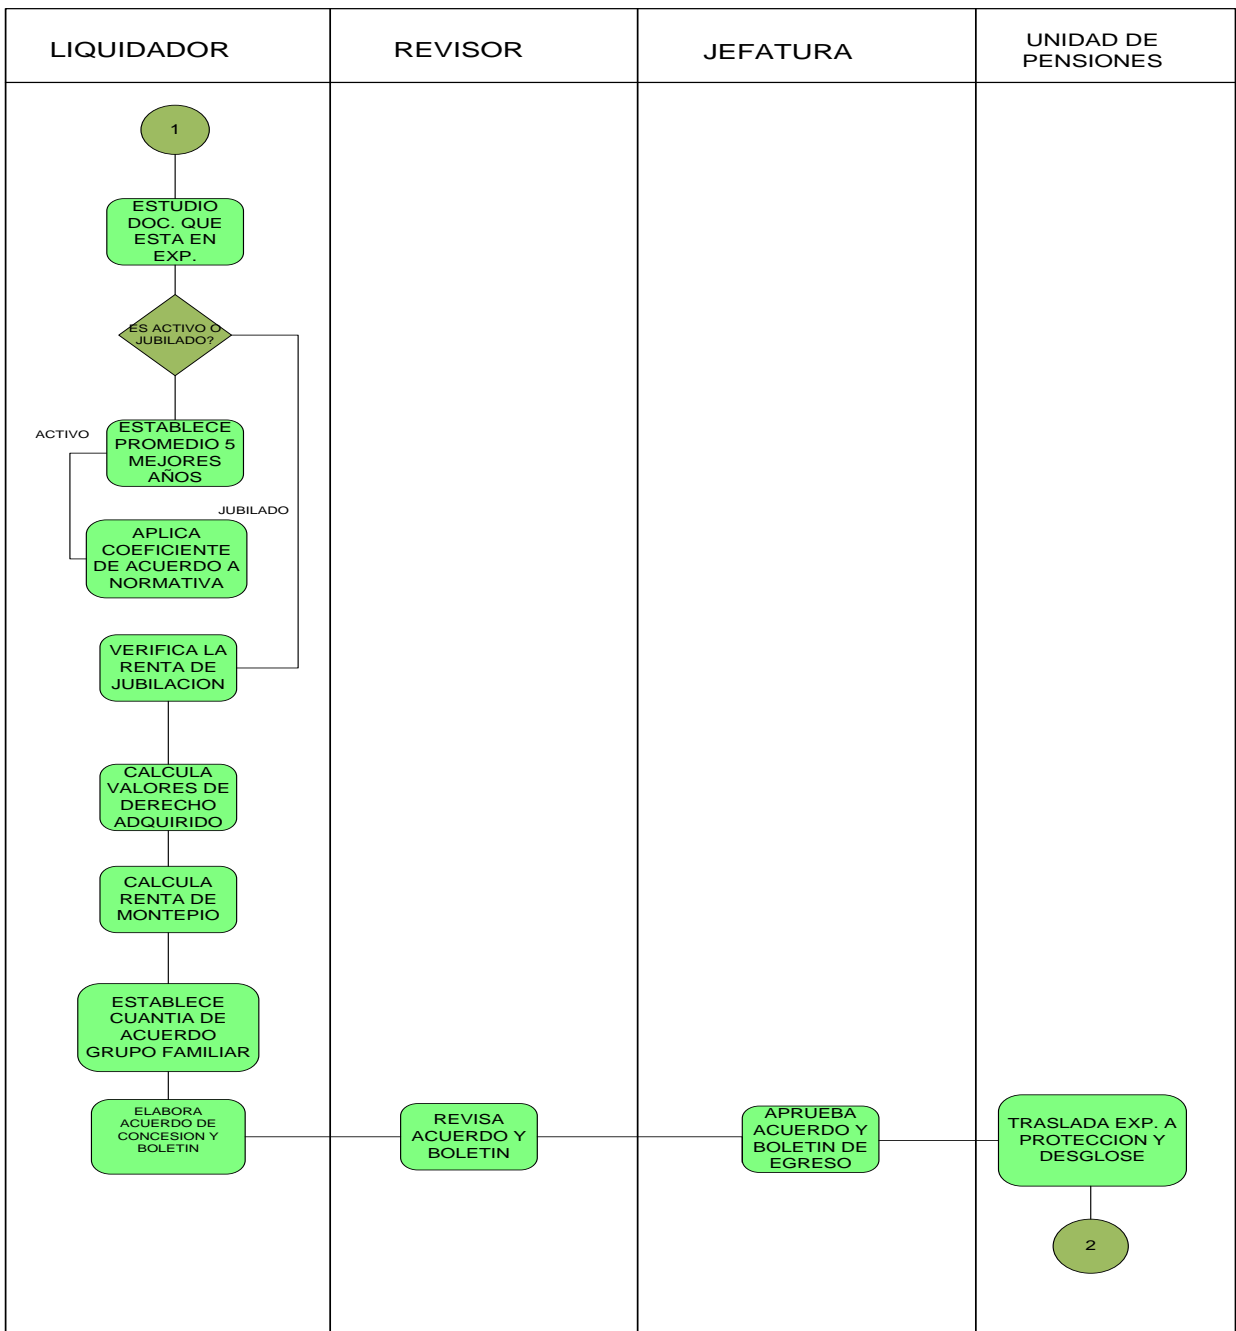 LIQUIDADOR
REVISOR
JEFATURA
UNIDAD DE
PENSIONES
1
ESTUDIO
DOC. QUE
ESTA EN
EXP.
ES ACTIVO O
JUBILADO?
ACTIVO
ESTABLECE
PROMEDIO 5
MEJORES
AÑOS
JUBILADO
APLICA
COEFICIENTE
DE ACUERDO A
NORMATIVA
VERIFICA LA
RENTA DE
JUBILACION
CALCULA
VALORES DE
DERECHO
ADQUIRIDO
CALCULA
RENTA DE
MONTEPIO
ESTABLECE
CUANTIA DE
ACUERDO
GRUPO FAMILIAR
ELABORA
ACUERDO DE
CONCESION Y
BOLETIN
REVISA
ACUERDO Y
BOLETIN
APRUEBA
ACUERDO Y
BOLETIN DE
EGRESO
TRASLADA EXP. A
PROTECCION Y
DESGLOSE
2